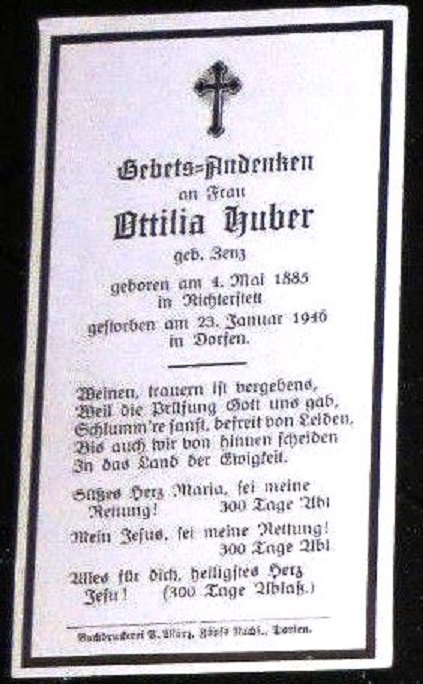 Gebets=Andenken
an Frau
Ottilia Huber
geb. Zenz
geboren am 4. Mai 1885
in Richterstett
gestorben am 23. Januar 1946
in Dorfen.
Weinen, trauern ist vergebens,
Weil die Prüfung Gott uns gab,
Schlumm're sanft, befreit von Leiden,
Bis auch wir von hinnen scheiden
In das Land der Ewigkeit.
Süßes Herz Maria, sei meine
Rettung! 300 Tage Abl
Mein Jesus, sei meine Rettung!
300 Tage Abl
Alles für dich, heiligstes Herz
Jesu! (300 Tage Ablaß.)
Buchdruckerei Nachf., Dorfen.